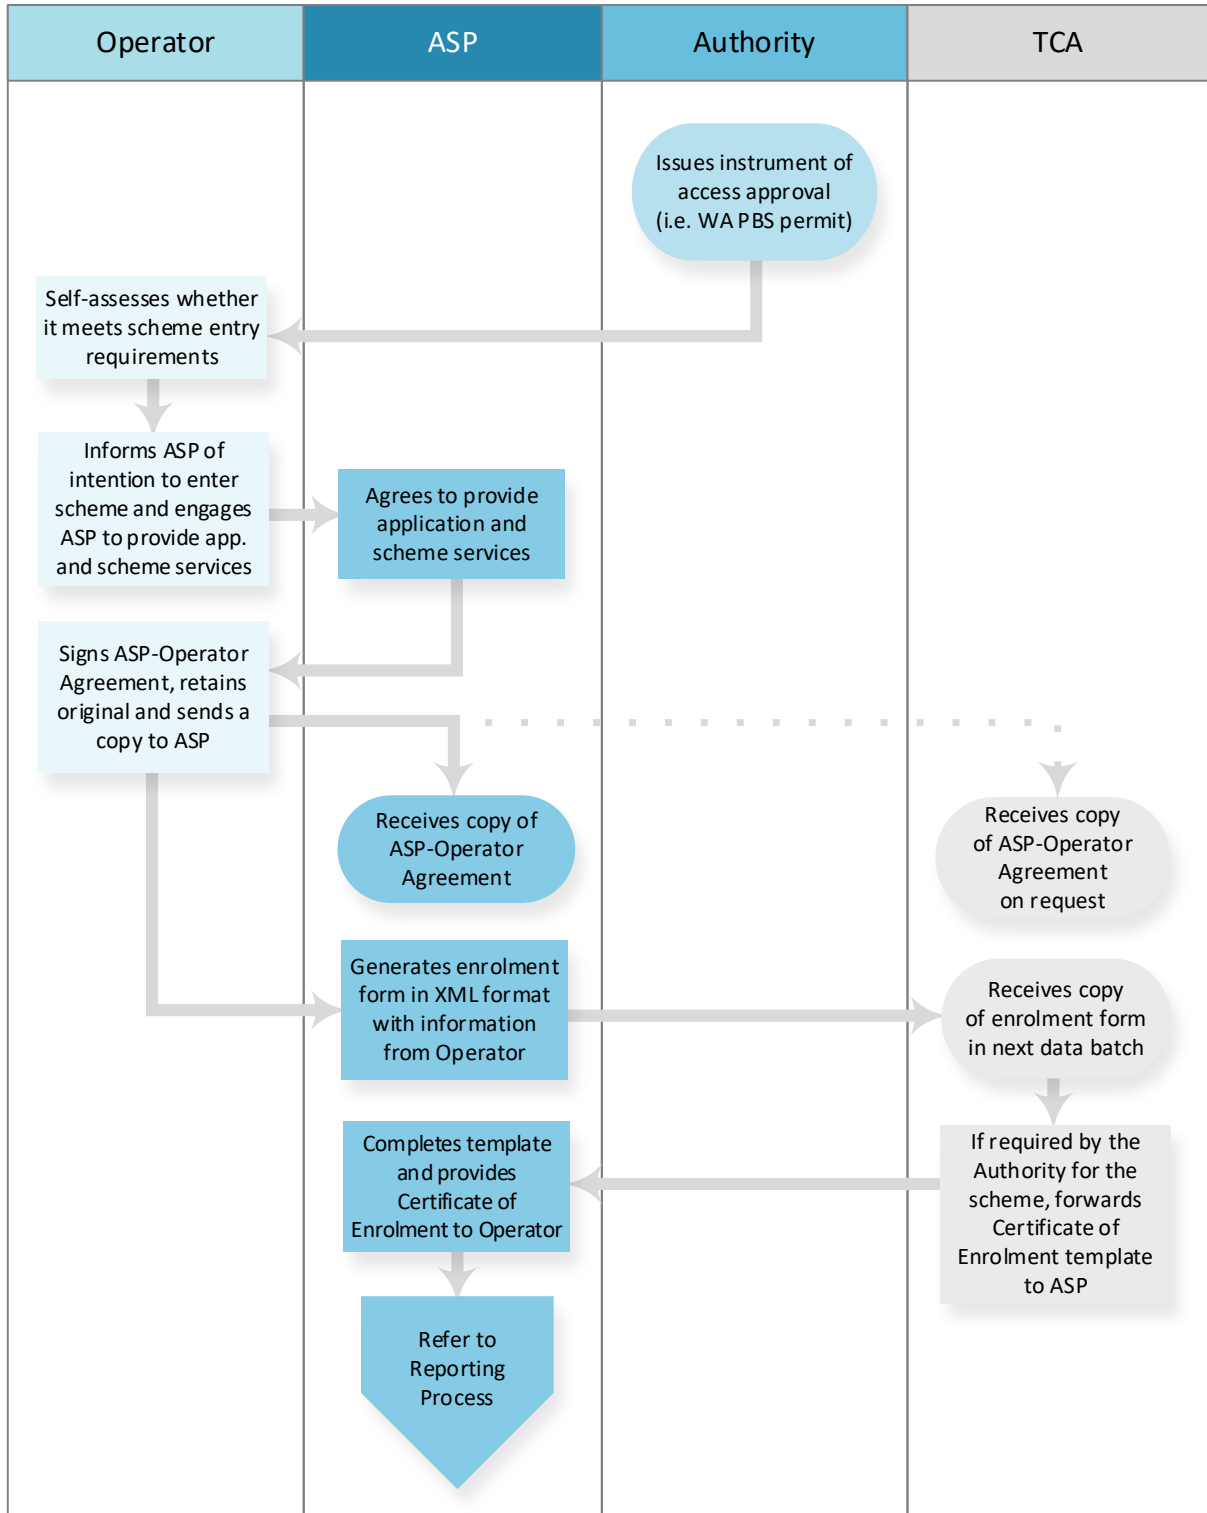 Operator
ASP
Authority
TCA
Issues instrument of
access approval
(i.e. WA PBS permit)
Self-assesses whether
it meets scheme entry
requirements
Informs ASP of
intention to enter
scheme and engages
ASP to provide app.
and scheme services
Agrees to provide
application and
scheme services
Signs ASP-Operator
Agreement, retains
original and sends a
copy to ASP
Receives copy of
ASP-Operator
Agreement
Receives copy
of ASP-Operator
Agreement
on request
Generates enrolment
form in XML format
with information
from Operator
Receives copy
of enrolment form
in next data batch
Completes template
and provides
Certificate of
Enrolment to Operator
If required by the
Authority for the
scheme, forwards
Certificate of
Enrolment template
to ASP
Refer to
Reporting
Process